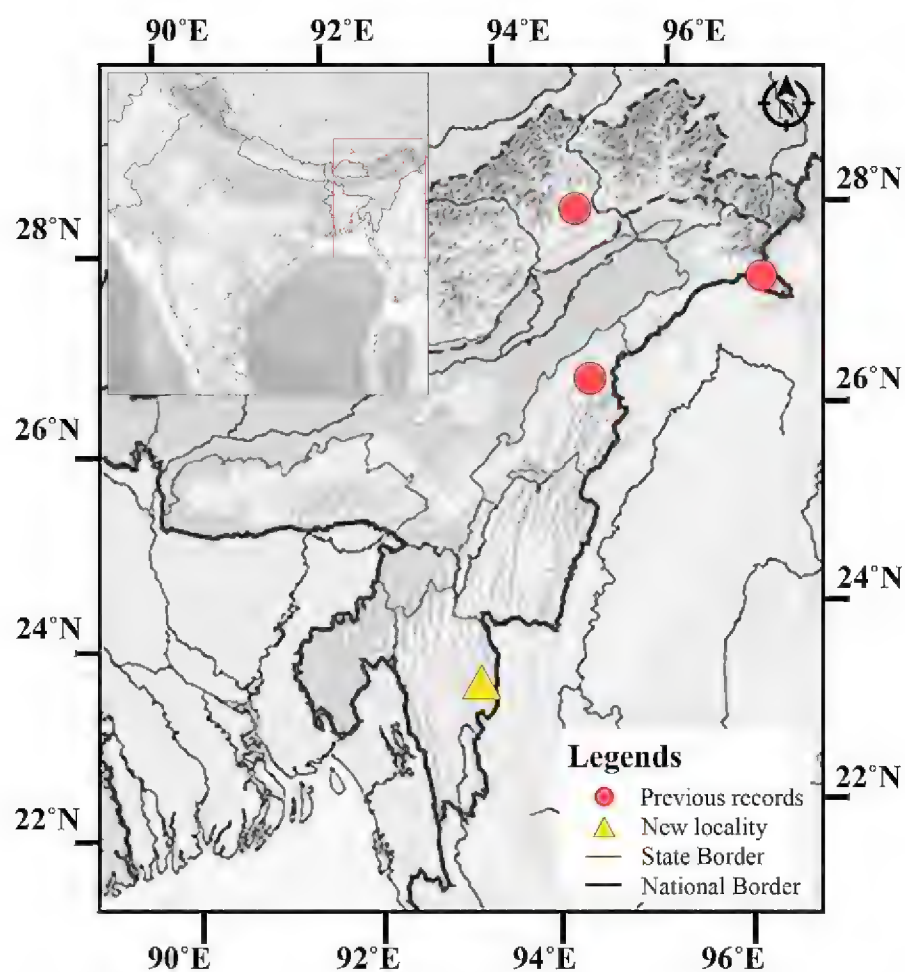 90°E 92°E 94°E 96°E
N
28°N
28°N
26°N
26°N
24°N
24°N
22°N
22°N
Legends
Previous records
New locality
State Border
National Border
90°E 92°E 94°E 96°E